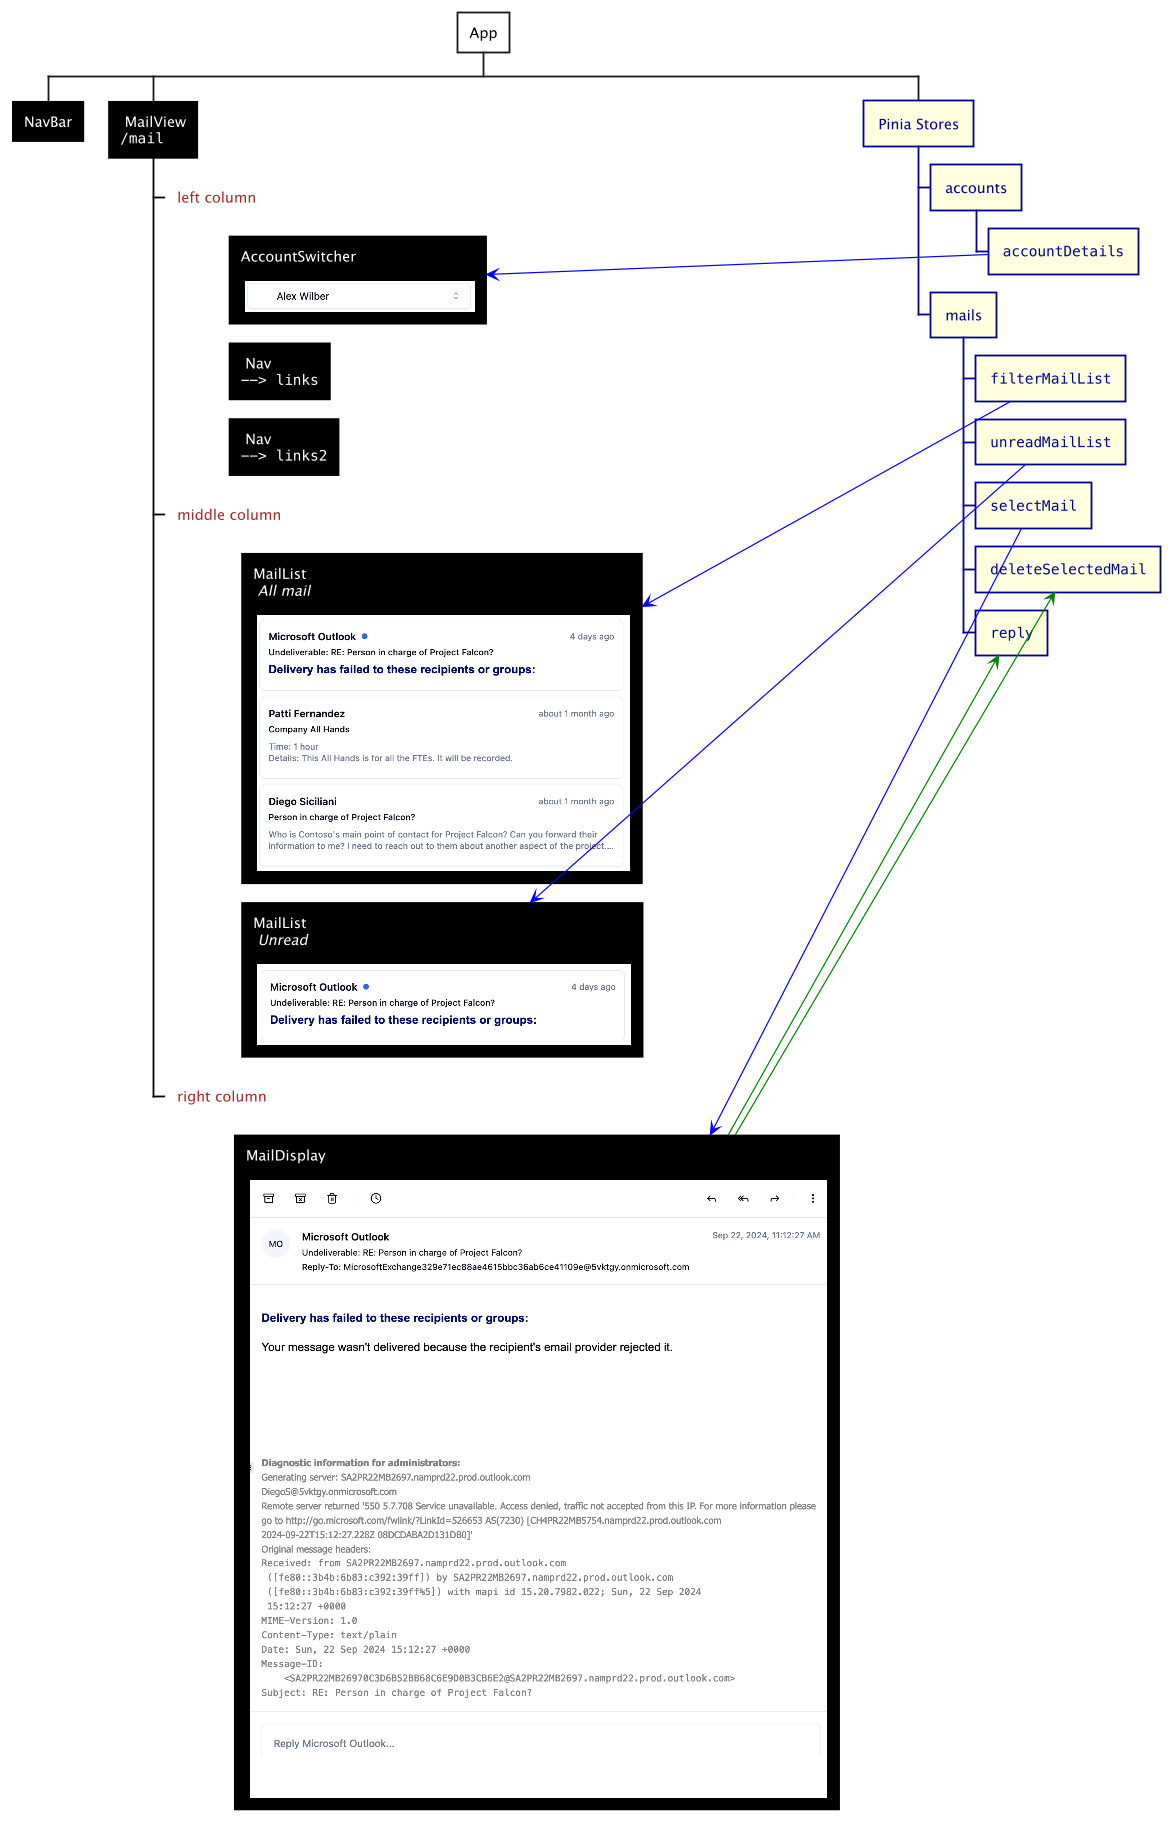 App
NavBar
MailView
/mail
Pinia Stores
left column
accounts
AccountSwitcher
accountDetails
Alex Wilber
mails
Nav
--> links
filterMailList
Nav
--> links2
unreadMailList
selectMail
middle column
deleteSelectedMail
reply
MailList
All mail
Microsoft Outlook 4 days ago
Undeliverable: RE: Person in charge of Project Falcon?
Delivery has failed to these recipients or groups:
Patti Fernandez about 1 month ago
Company All Hands
Time: 1 hour
Details: This All Hands is for all the FTEs. It will be recorded.
Diego Siciliani about 1 month ago
Person in charge of Project Falcon?
Who is Contoso's main point of contact for Project Falcon? Can you forward their
information to me? I need to reach out to them about another aspect of the project....
MailList
Unread
Microsoft Outlook 4 days ago
Undeliverable: RE: Person in charge of Project Falcon?
Delivery has failed to these recipients or groups:
right column
MailDisplay
MO
Microsoft Outlook Sep 22, 2024, 11:12:27 AM
Undeliverable: RE: Person in charge of Project Falcon?
Reply-To: MicrosoftExchange329e71ec88ae4615bbc36ab6ce41109e@5vktgy.onmicrosoft.com
Delivery has failed to these recipients or groups:
Your message wasn't delivered because the recipient's email provider rejected it.
Diagnostic information for administrators:
Generating server: SA2PR22MB2697.namprd22.prod.outlook.com
DiegoS@5vktgy.onmicrosoft.com
Remote server returned '550 5.7.708 Service unavailable. Access denied, traffic not accepted from this IP. For more information please
go to http://go.microsoft.com/fwlink/?LinkId=526653 AS(7230) [CH4PR22MB5754.namprd22.prod.outlook.com
2024-09-22T15:12:27.228Z 08DCDABA2D131DB0]'
Original message headers:
Received: from SA2PR22MB2697.namprd22.prod.outlook.com
([fe80::3b4b:6b83:c392:39ff]) by SA2PR22MB2697.namprd22.prod.outlook.com
([fe80::3b4b:6b83:c392:39ff%5]) with mapi id 15.20.7982.022; Sun, 22 Sep 2024
15:12:27 +0000
MIME-Version: 1.0
Content-Type: text/plain
Date: Sun, 22 Sep 2024 15:12:27 +0000
Message-ID:
<SA2PR22MB26970C3D6B52BB68C6E9D0B3CB6E2@SA2PR22MB2697.namprd22.prod.outlook.com>
Subject: RE: Person in charge of Project Falcon?
Reply Microsoft Outlook...